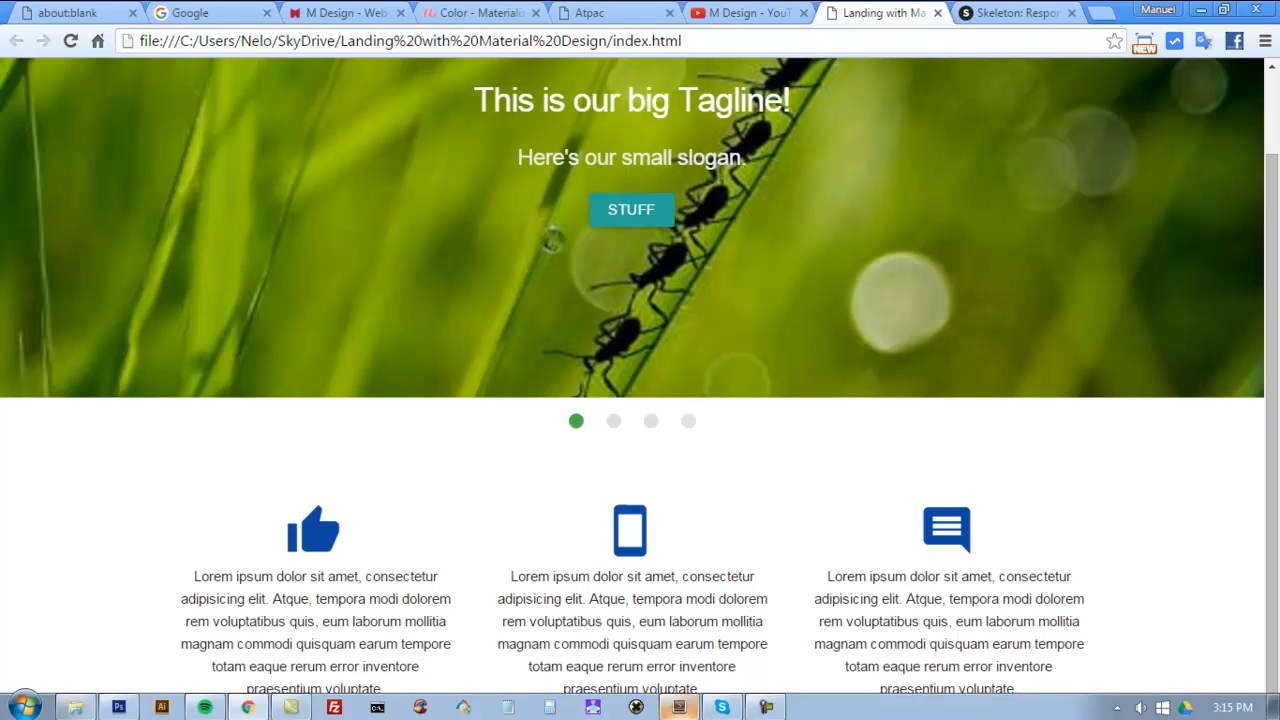 about:blank
Google
M Design - Web
Color - Materialis
Atpac
M Design - YouT
Landing with Ma
Skeleton: Respon
Manuel
file:///C:/Users/Nelo/SkyDrive/Landing%20with%20Material%20Design/index.html
NEW
This is our big Tagline!
Here's our small slogan.
STUFF
Lorem ipsum dolor sit amet, consectetur
adipisicing elit. Atque, tempora modi dolorem
rem voluptatibus quis, eum laborum mollitia
magnam commodi quisquam earum tempore
totam eaque rerum error inventore
praesentium voluptate
Lorem ipsum dolor sit amet, consectetur
adipisicing elit. Atque, tempora modi dolorem
rem voluptatibus quis, eum laborum mollitia
magnam commodi quisquam earum tempore
totam eaque rerum error inventore
praesentium voluptate
Lorem ipsum dolor sit amet, consectetur
adipisicing elit. Atque, tempora modi dolorem
rem voluptatibus quis, eum laborum mollitia
magnam commodi quisquam earum tempore
totam eaque rerum error inventore
praesentium voluptate
Ps
Ai
Fz
3:15 PM